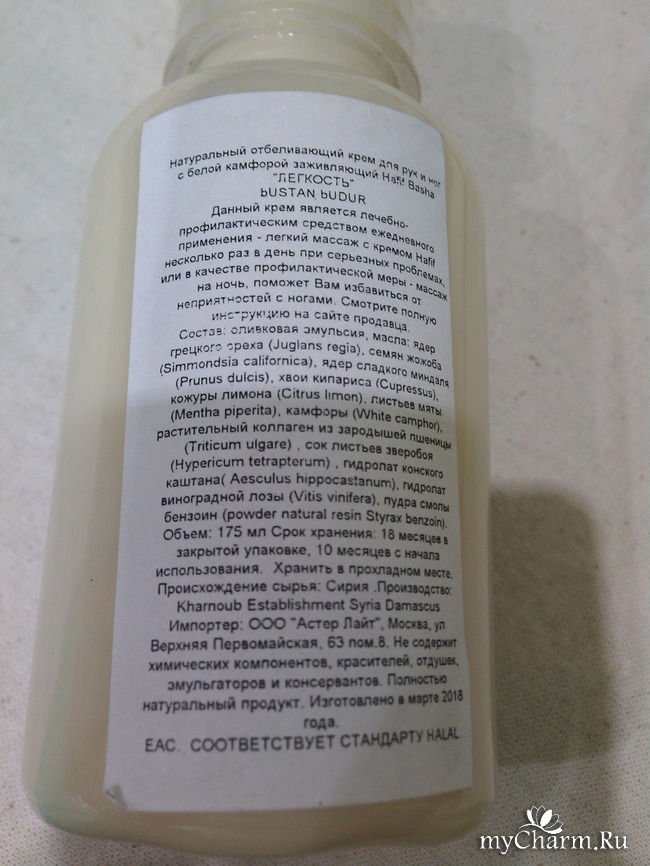 Натуральный отбеливающий крем для рук и ног
с белой камфорой заживляющий Hafif Basha
"ЛЕГКОСТЬ"
bUSTAN bUDUR
Данный крем является лечебно-
профилактическим средством ежедневного
применения - легкий массаж с кремом Hafif
несколько раз в день при серьезных проблемах,
или в качестве профилактической меры - массаж
на ночь, поможет Вам избавиться от
неприятностей с ногами. Смотрите полную
инструкцию на сайте продавца.
Состав: оливковая эмульсия, масла: ядер
грецкого ореха (Juglans regia), семян жожоба
(Simmondsia californica), ядер сладкого миндаля
(Prunus dulcis), хвои кипариса (Cupressus),
кожуры лимона (Citrus limon), листьев мяты
(Mentha piperita), камфоры (White camphor),
растительный коллаген из зародышей пшеницы
(Triticum ulgare) , сок листьев зверобоя
(Hypericum tetrapterum) , гидролат конского
каштана( Aesculus hippocastanum), гидролат
виноградной лозы (Vitis vinifera), пудра смолы
бензоин (powder natural resin Styrax benzoin).
Объем: 175 мл Срок хранения: 18 месяцев в
закрытой упаковке, 10 месяцев с начала
использования. Хранить в прохладном месте.
Происхождение сырья: Сирия .Производство:
Kharnoub Establishment Syria Damascus
Импортер: ООО "Астер Лайт", Москва, ул
Верхняя Первомайская, 63 пом.8. Не содержит
химических компонентов, красителей, отдушек,
эмульгаторов и консервантов. Полностью
натуральный продукт. Изготовлено в марте 2018
года.
EAC. СООТВЕТСТВУЕТ СТАНДАРТУ HALAL
myCharm.Ru